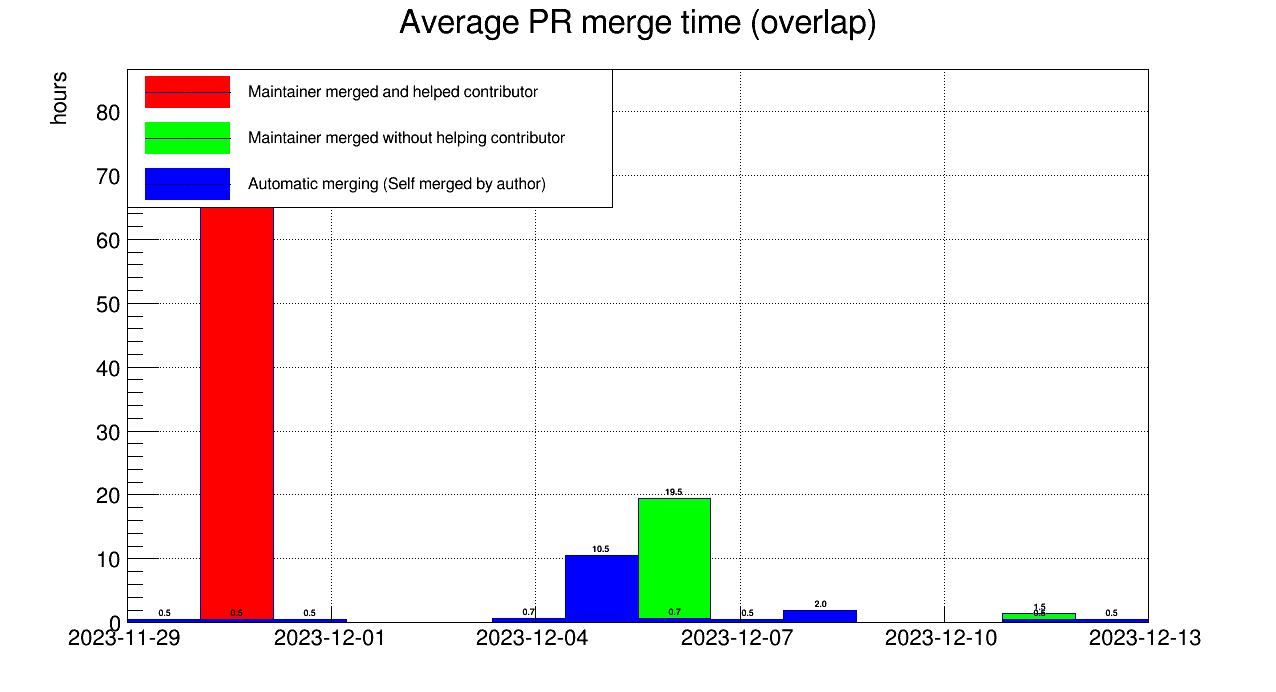 Average PR merge time (overlap)
hours
Maintainer merged and helped contributor
Maintainer merged without helping contributor
Automatic merging (Self merged by author)
80
70
60
50
40
30
20
10
0
19.5
10.5
2.0
1.5
0.5 0.5 0.5 0.7 0.7 0.5 0.5 0.5
2023-11-29 2023-12-01 2023-12-04 2023-12-07 2023-12-10 2023-12-13